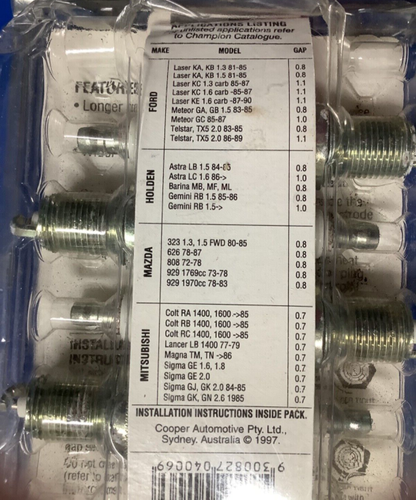 APPLICATIONS LISTING
unlisted applications refer
to Champion Catalogue.
MAKE MODEL GAP
FORD
Laser KA, KB 1.3 81-85 0.8
Laser KA, KB 1.5 81-85 0.8
Laser KC 1.3 carb 85-87 1.1
Laser KC 1.6 carb -85-87 1.1
Laser KE 1.6 carb -87-90 1.1
Meteor GA, GB 1.5 83-85 0.8
Meteor GC 85-87 1.0
Telstar, TX5 2.0 83-85 0.8
Telstar, TX5 2.0 86-89 1.1
HOLDEN
Astra LB 1.5 84-86 0.8
Astra LC 1.6 86-> 1.0
Barina MB, MF, ML 0.8
Gemini RB 1.5 85-86 0.8
Gemini RB 1.5-> 1.0
MAZDA
323 1.3, 1.5 FWD 80-85 0.8
626 78-87 0.8
808 72-78 0.8
929 1769cc 73-78 0.8
929 1970cc 78-83 0.8
MITSUBISHI
Colt RA 1400, 1600 ->85 0.7
Colt RB 1400, 1600 ->85 0.7
Colt RC 1400, 1600 ->85 0.7
Lancer LB 1400 77-79 0.7
Magna TM, TN ->86 0.7
Sigma GE 1.6, 1.8 0.7
Sigma GE 2.0 0.7
Sigma GJ, GK 2.0 84-85 0.7
Sigma GK, GN 2.6 1985 0.7
INSTALLATION INSTRUCTIONS INSIDE PACK.
Cooper Automotive Pty. Ltd.,
Sydney. Australia © 1997.
9 300827 040069
FEATURES
• Longer